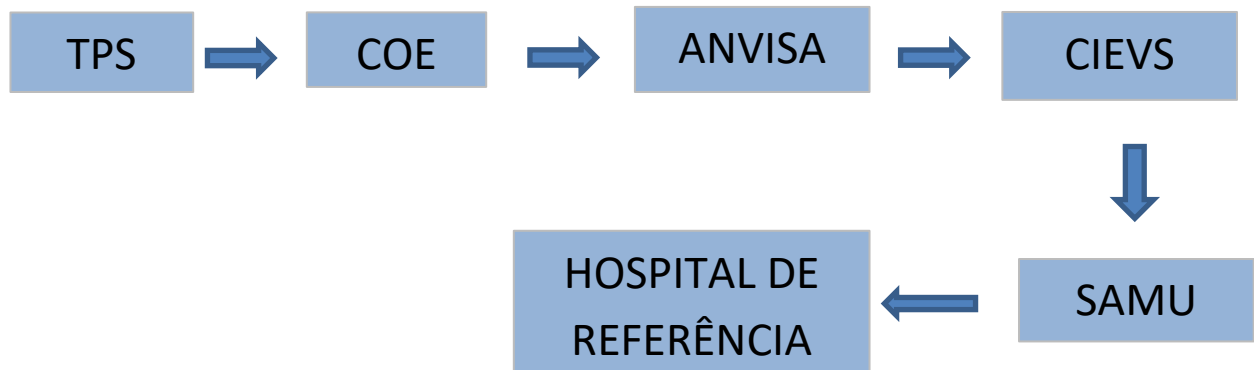 TPS
COE
ANVISA
CIEVS
SAMU
HOSPITAL DE
REFERÊNCIA